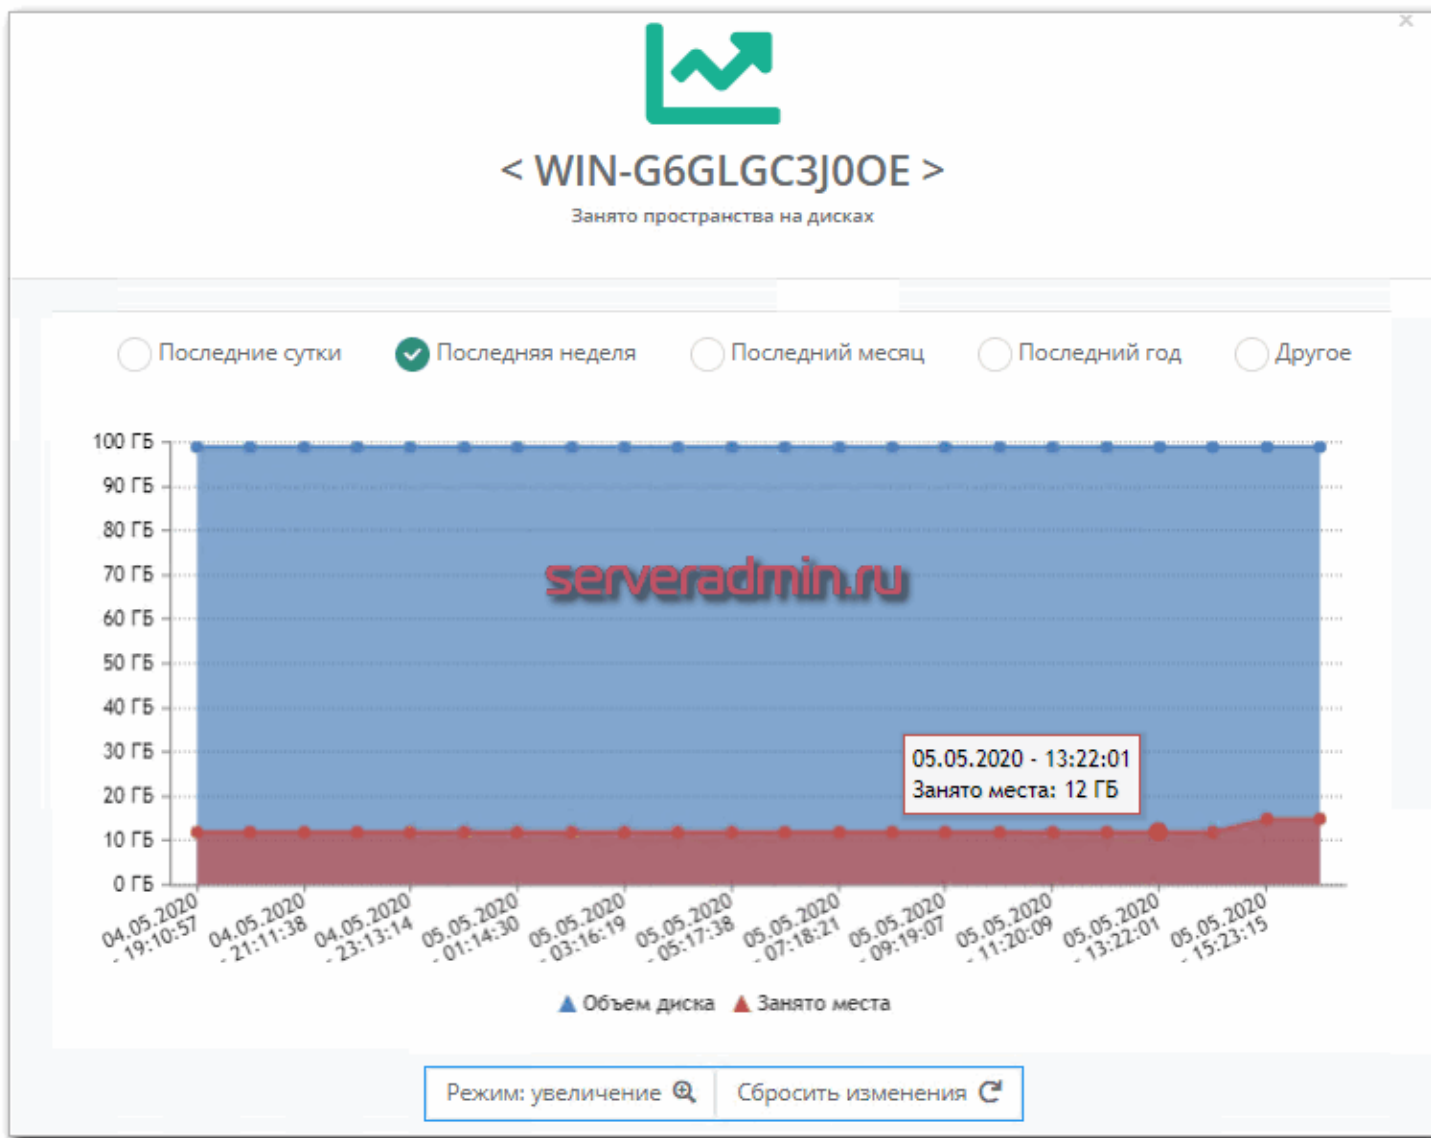 ×
< WIN-G6GLGC3J0OE >
Занято пространства на дисках
Последние сутки
Последняя неделя
Последний месяц
Последний год
Другое
100 ГБ
90 ГБ
80 ГБ
70 ГБ
60 ГБ
50 ГБ
40 ГБ
30 ГБ
20 ГБ
10 ГБ
0 ГБ
serveradmin.ru
05.05.2020 - 13:22:01
Занято места: 12 ГБ
04.05.2020
- 19:10:57
04.05.2020
- 21:11:38
04.05.2020
- 23:13:14
05.05.2020
- 01:14:30
05.05.2020
- 03:16:19
05.05.2020
- 05:17:38
05.05.2020
- 07:18:21
05.05.2020
- 09:19:07
05.05.2020
- 11:20:09
05.05.2020
- 13:22:01
05.05.2020
- 15:23:15
Объем диска
Занято места
Режим: увеличение
Сбросить изменения